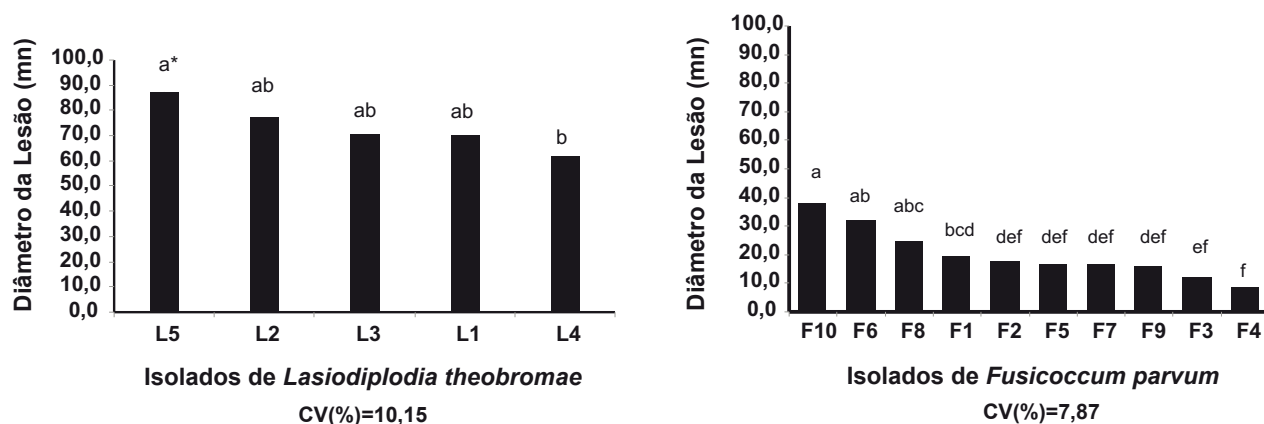 Diâmetro da Lesão (mn)
100,0
90,0
80,0
70,0
60,0
50,0
40,0
30,0
20,0
10,0
0,0
a*
ab
ab
ab
b
L5 L2 L3 L1 L4
Isolados de Lasiodiplodia theobromae
CV(%)=10,15
Diâmetro da Lesão (mn)
100,0
90,0
80,0
70,0
60,0
50,0
40,0
30,0
20,0
10,0
0,0
a
ab
abc
bcd
def
def
def
def
ef
f
F10 F6 F8 F1 F2 F5 F7 F9 F3 F4
Isolados de Fusicoccum parvum
CV(%)=7,87